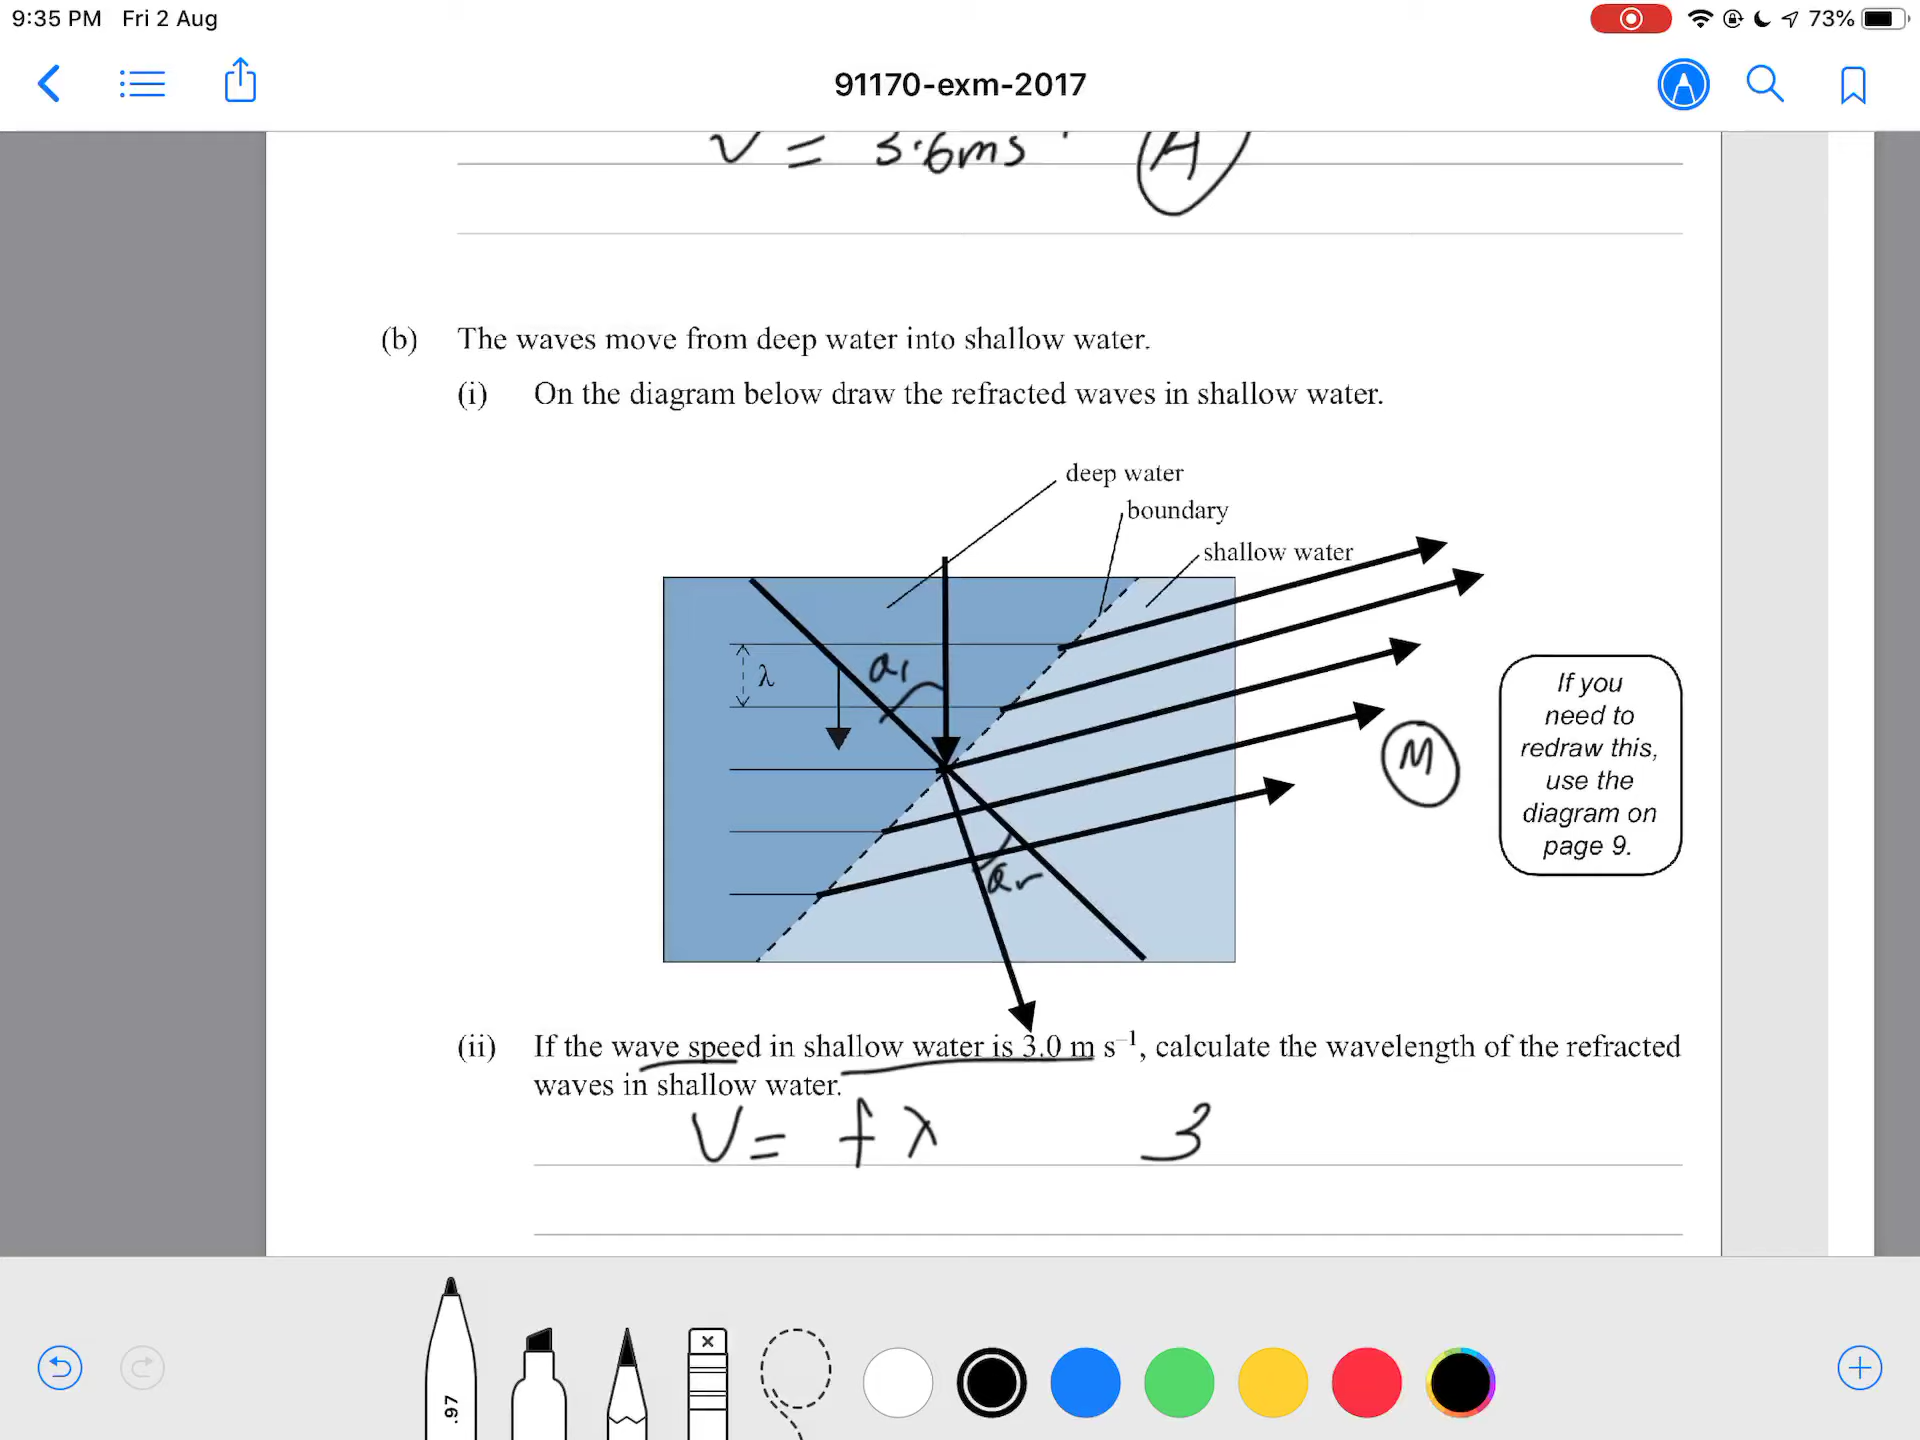 9:35 PM Fri 2 Aug
73%
91170-exm-2017
V = 3.6ms A
(b) The waves move from deep water into shallow water.
(i) On the diagram below draw the refracted waves in shallow water.
deep water
boundary
shallow water
λ
a1
ar
M
If you
need to
redraw this,
use the
diagram on
page 9.
(ii) If the wave speed in shallow water is 3.0 m s⁻¹, calculate the wavelength of the refracted
waves in shallow water.
V = f λ 3
.97